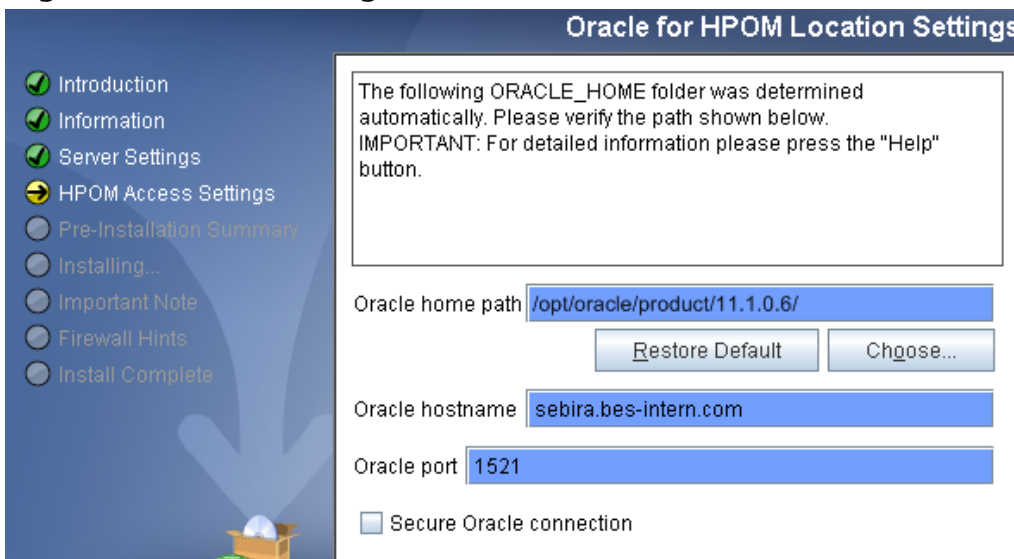 Oracle for HPOM Location Settings
Introduction
Information
Server Settings
HPOM Access Settings
Pre-Installation Summary
Installing...
Important Note
Firewall Hints
Install Complete
The following ORACLE_HOME folder was determined
automatically. Please verify the path shown below.
IMPORTANT: For detailed information please press the "Help"
button.
Oracle home path /opt/oracle/product/11.1.0.6/
Restore Default Choose...
Oracle hostname sebira.bes-intern.com
Oracle port 1521
Secure Oracle connection